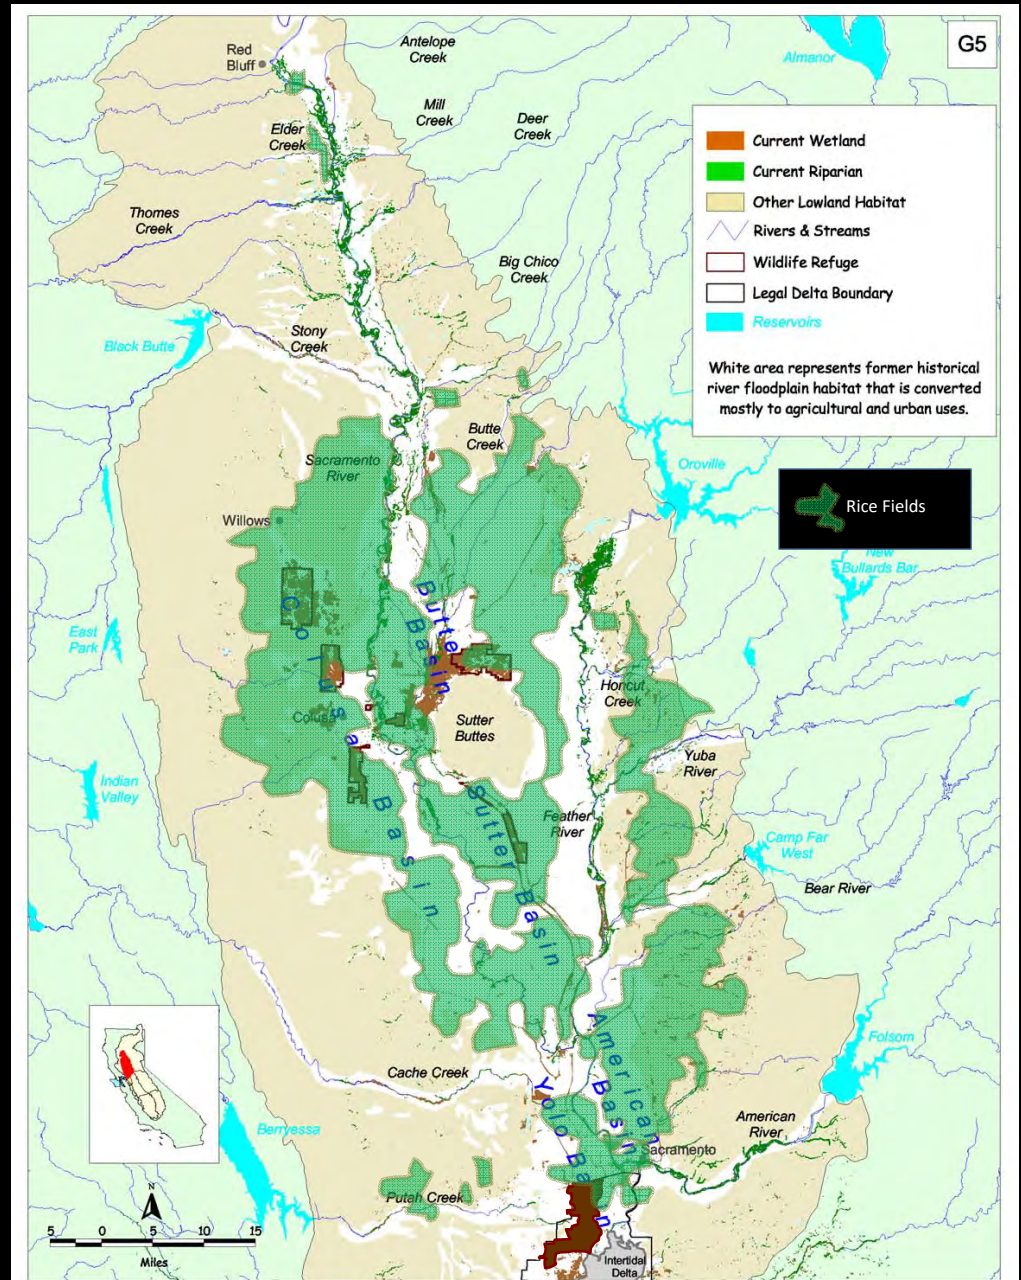 G5
Red
Bluff
Antelope
Creek
Almanor
Mill
Creek
Deer
Creek
Elder
Creek
Thomes
Creek
Big Chico
Creek
Stony
Creek
Black Butte
Current Wetland
Current Riparian
Other Lowland Habitat
Rivers & Streams
Wildlife Refuge
Legal Delta Boundary
Reservoirs
White area represents former historical
river floodplain habitat that is converted
mostly to agricultural and urban uses.
Butte
Creek
Sacramento
River
Oroville
Rice Fields
Willows
New
Bullards Bar
Butte
Basin
Colusa
Basin
East
Park
Honcut
Creek
Colusa
Sutter
Buttes
Yuba
River
Indian
Valley
Sutter
Basin
Feather
River
Camp Far
West
Bear River
American
Basin
Folsom
Cache Creek
Yolo Ba n
American
River
Berryessa
Sacramento
Putah Creek
N
5 0 5 10 15
Miles
Intertidal
Delta